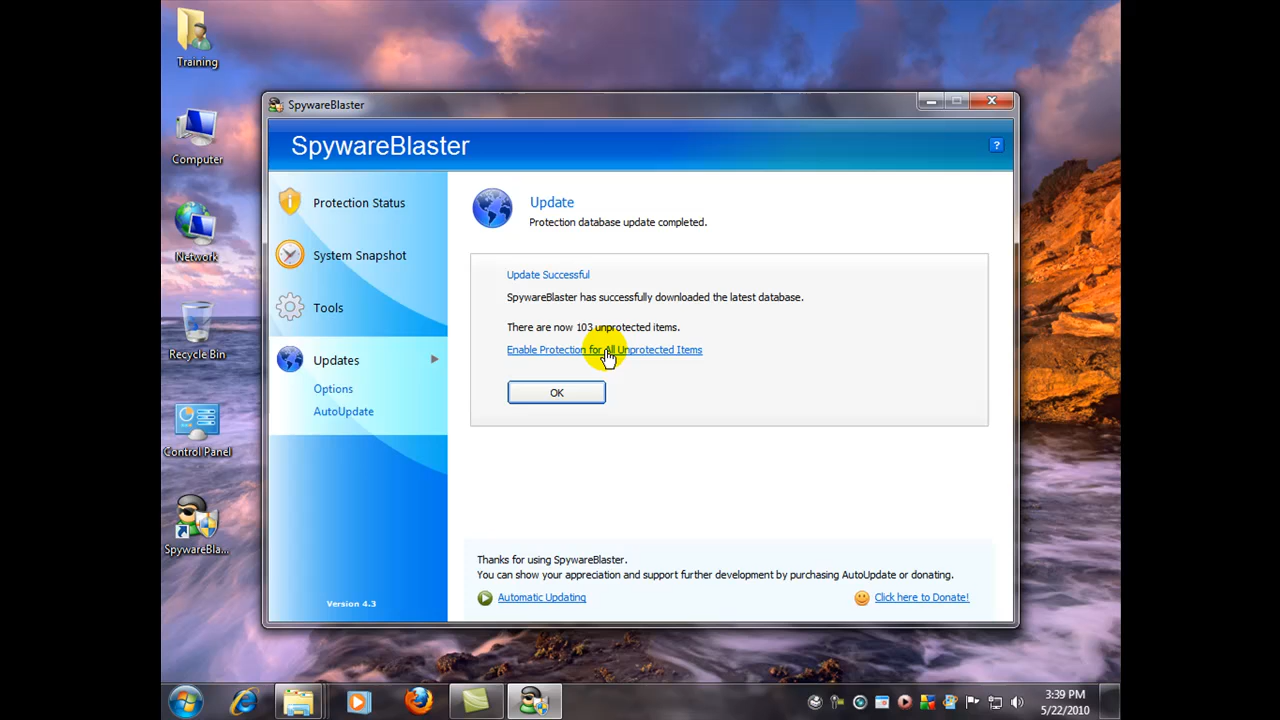 Training
Computer
Network
Recycle Bin
Control Panel
SpywareBla...
SpywareBlaster
SpywareBlaster
?
Protection Status
System Snapshot
Tools
Updates
Options
AutoUpdate
Version 4.3
Update
Protection database update completed.
Update Successful
SpywareBlaster has successfully downloaded the latest database.
There are now 103 unprotected items.
Enable Protection for All Unprotected Items
OK
Thanks for using SpywareBlaster.
You can show your appreciation and support further development by purchasing AutoUpdate or donating.
Automatic Updating
Click here to Donate!
3:39 PM
5/22/2010